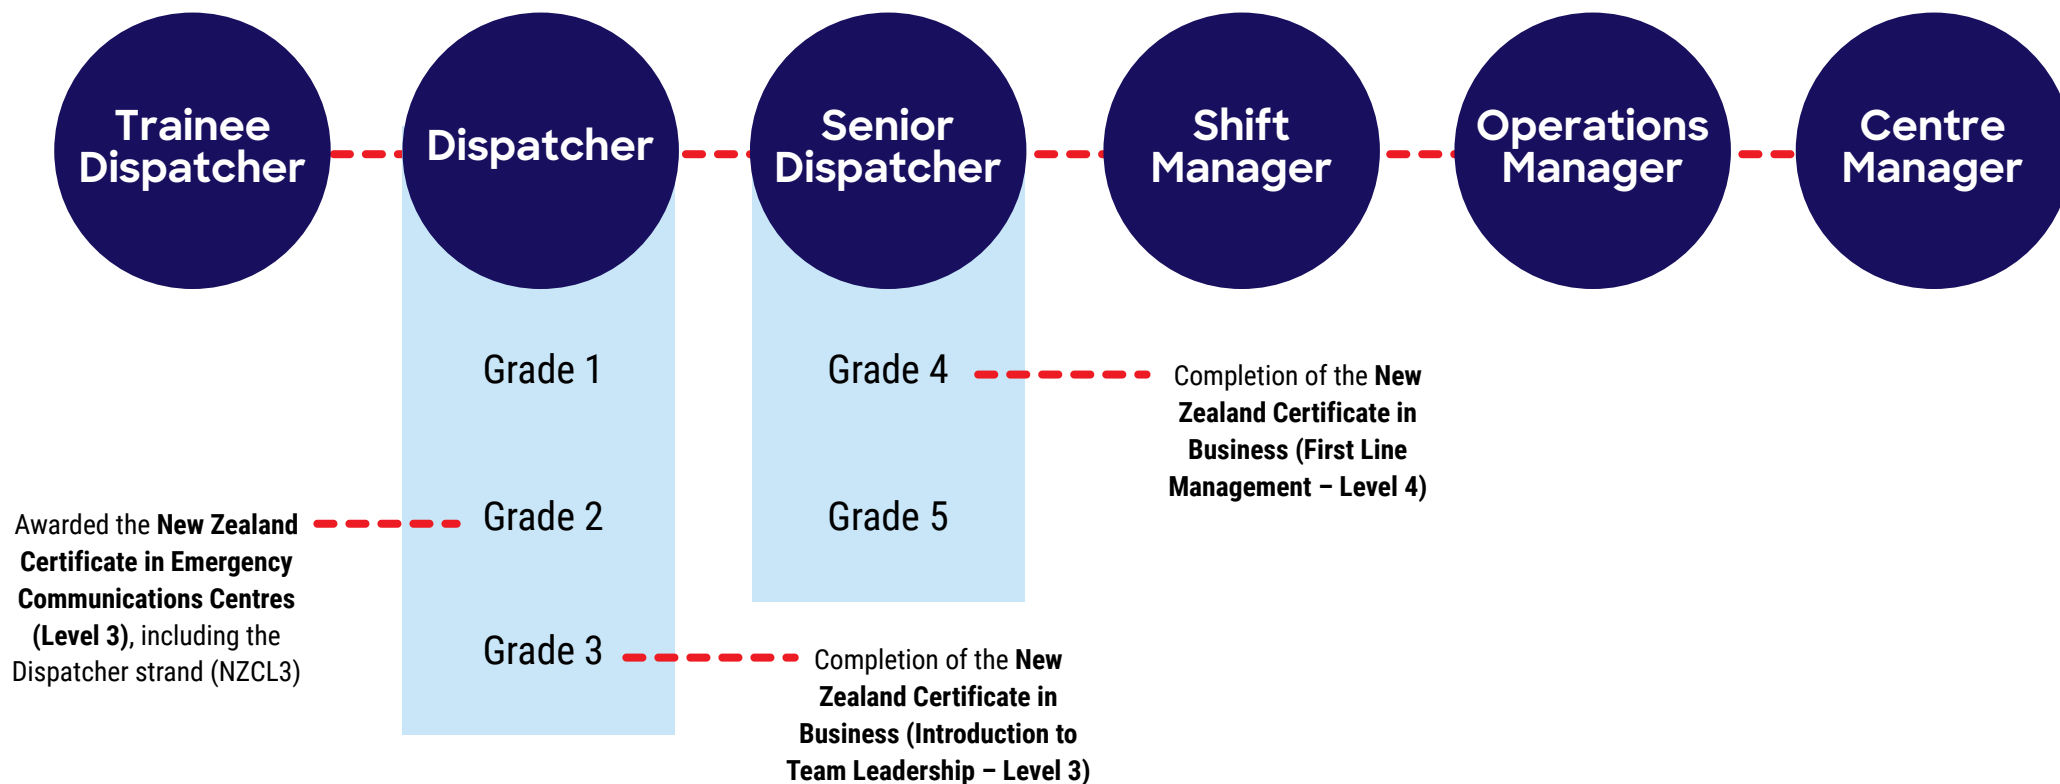 Trainee
Dispatcher
Dispatcher
Senior
Dispatcher
Shift
Manager
Operations
Manager
Centre
Manager
Grade 1
Grade 2
Grade 3
Grade 4
Grade 5
Awarded the New Zealand
Certificate in Emergency
Communications Centres
(Level 3), including the
Dispatcher strand (NZCL3)
Completion of the New
Zealand Certificate in
Business (Introduction to
Team Leadership – Level 3)
Completion of the New
Zealand Certificate in
Business (First Line
Management – Level 4)